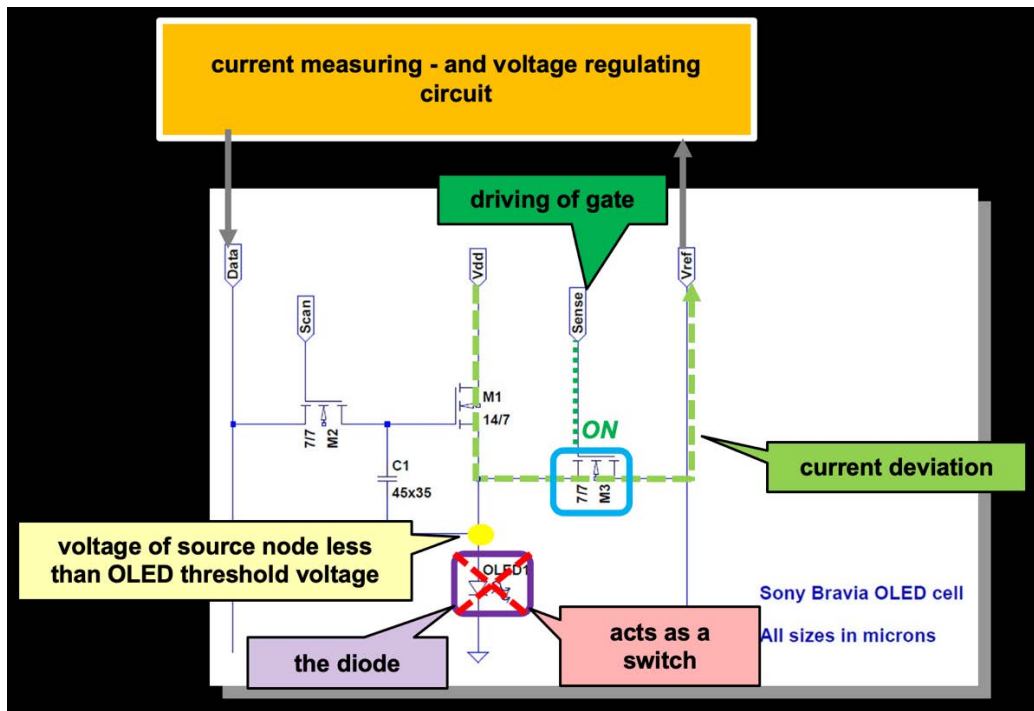 current measuring - and voltage regulating
circuit
driving of gate
Data
Scan
Vdd
Sense
Vref
M1
14/7
7/7
M2
ON
C1
45x35
7/7
M3
current deviation
voltage of source node less
than OLED threshold voltage
OLED1
Sony Bravia OLED cell
All sizes in microns
the diode
acts as a
switch